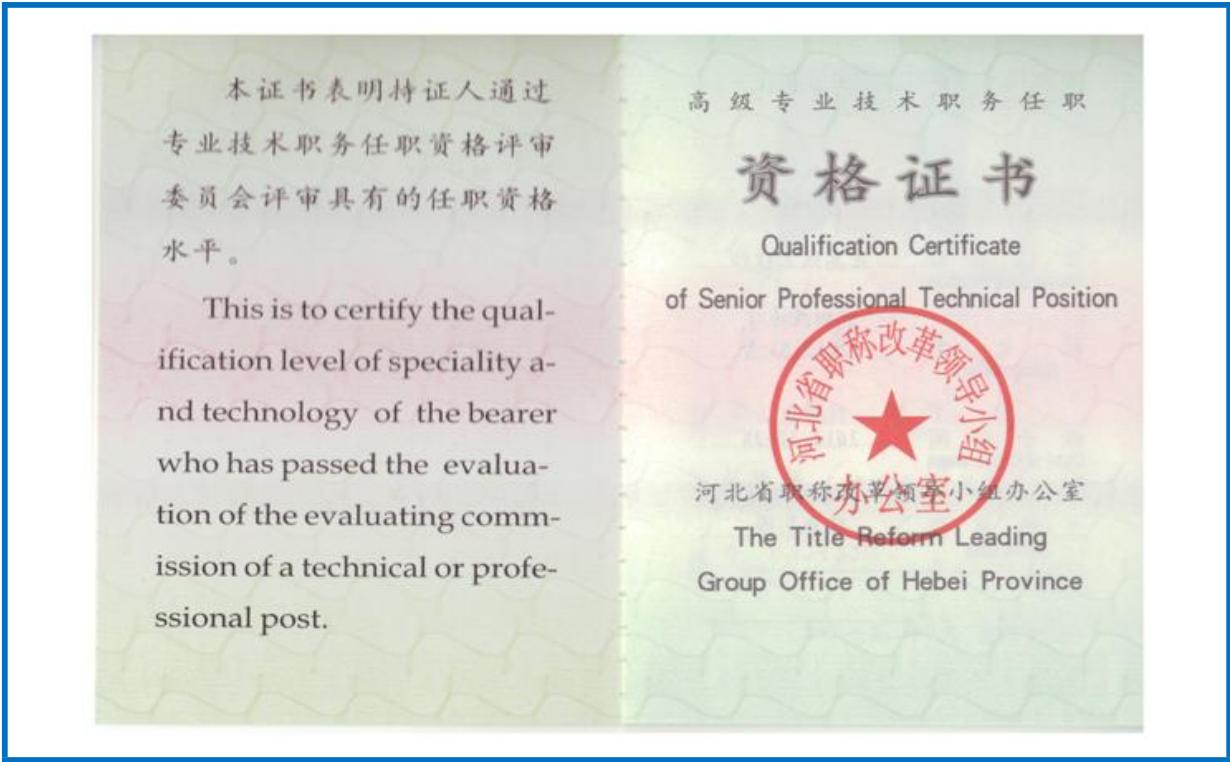 本证书表明持证人通过
专业技术职务任职资格评审
委员会评审具有的任职资格
水平。
This is to certify the qual-
ification level of speciality a-
nd technology of the bearer
who has passed the evalua-
tion of the evaluating comm-
ission of a technical or profe-
ssional post.
高级专业技术职务任职
资格证书
Qualification Certificate
of Senior Professional Technical Position
河北省职称改革领导小组
办公室
河北省职称改革领导小组办公室
The Title Reform Leading
Group Office of Hebei Province